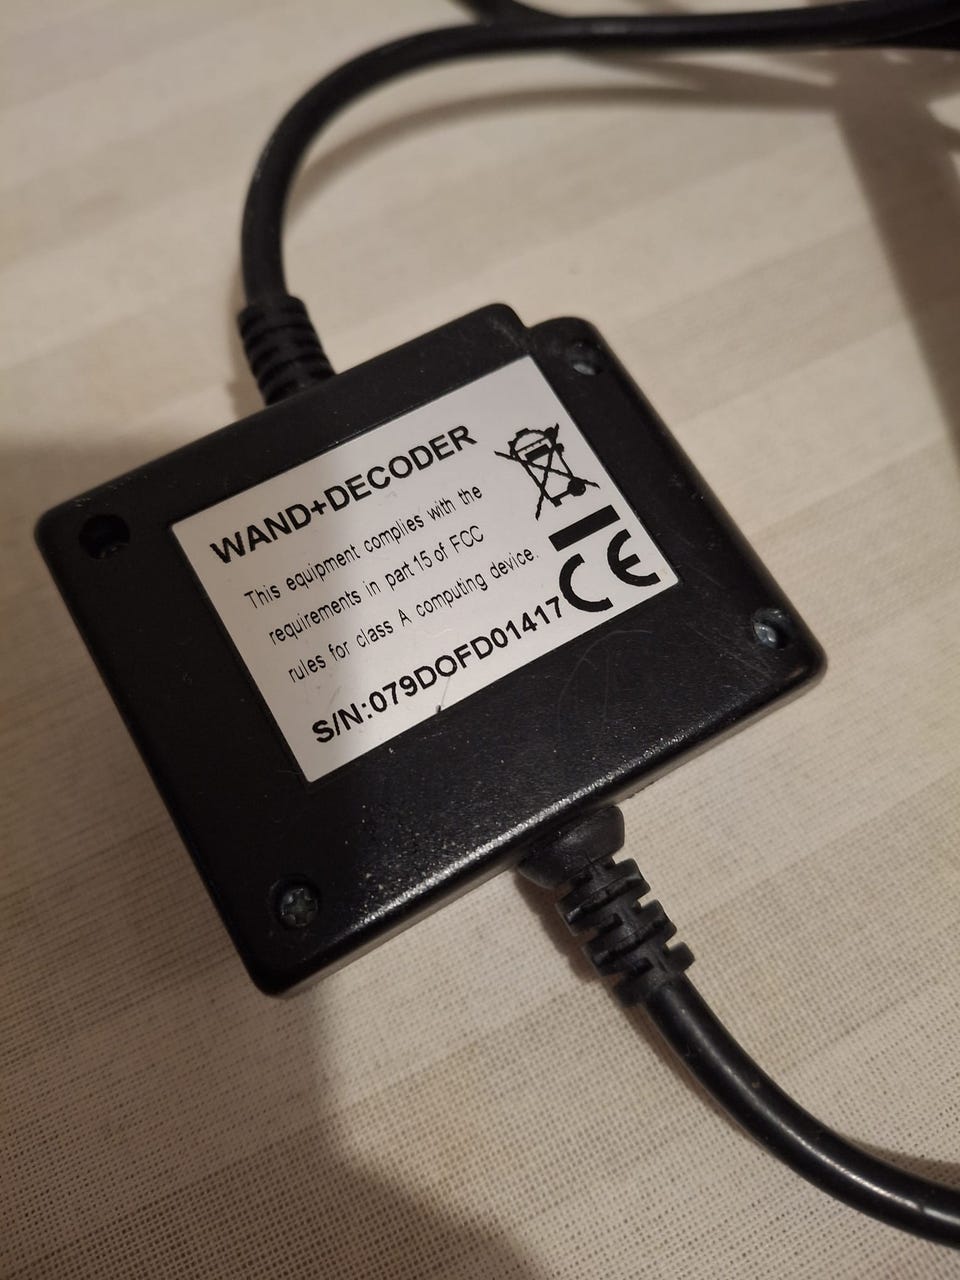 WAND+DECODER
This equipment complies with the
requirements in part 15 of FCC
rules for class A computing device.
S/N:079DOFD01417
CE